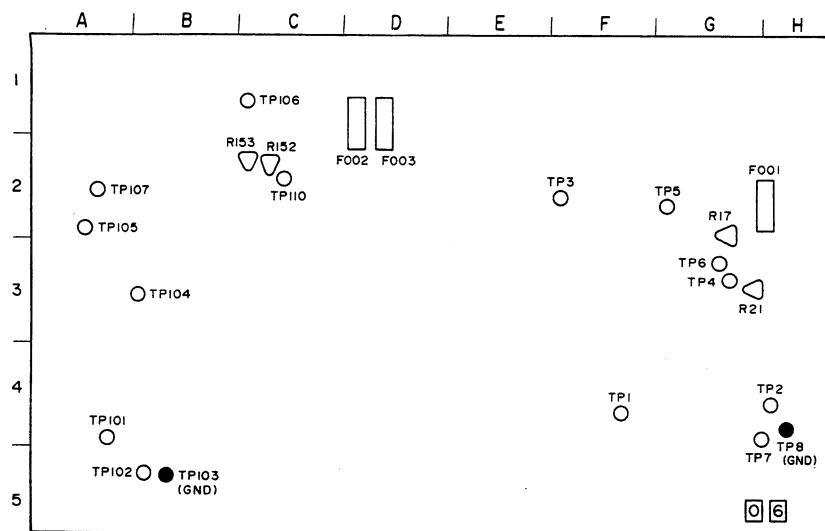 A B C D E F G H
1
TP106
R153 R152
F002 F003
F001
2
TP107
TP110
TP3
TP5
R17
TP105
TP6
TP4
3
TP104
R21
4
TP1
TP2
TP101
TP7
TP8
(GND)
TP102
TP103
(GND)
5
0 6